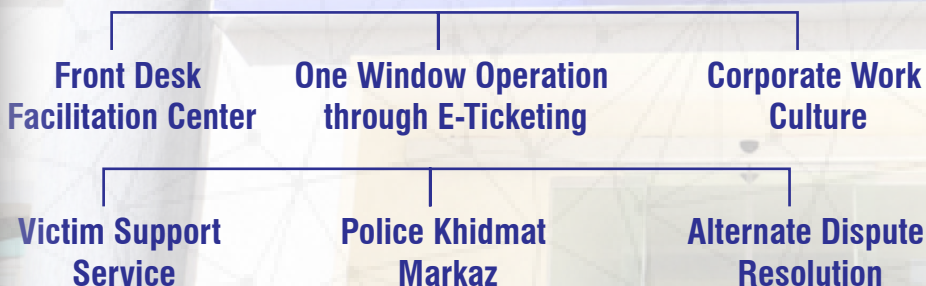 Front Desk
Facilitation Center
One Window Operation
through E-Ticketing
Corporate Work
Culture
Victim Support
Service
Police Khidmat
Markaz
Alternate Dispute
Resolution